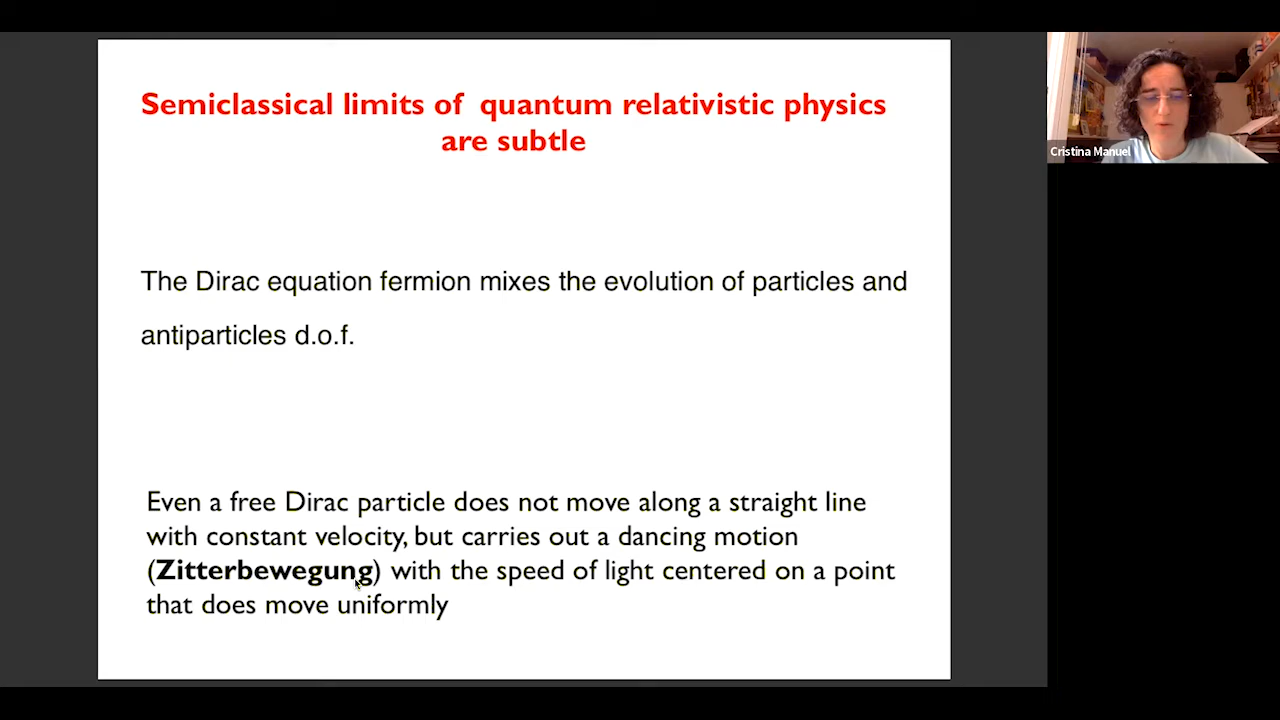 Semiclassical limits of quantum relativistic physics
are subtle
The Dirac equation fermion mixes the evolution of particles and
antiparticles d.o.f.
Even a free Dirac particle does not move along a straight line
with constant velocity, but carries out a dancing motion
(Zitterbewegung) with the speed of light centered on a point
that does move uniformly
Cristina Manuel